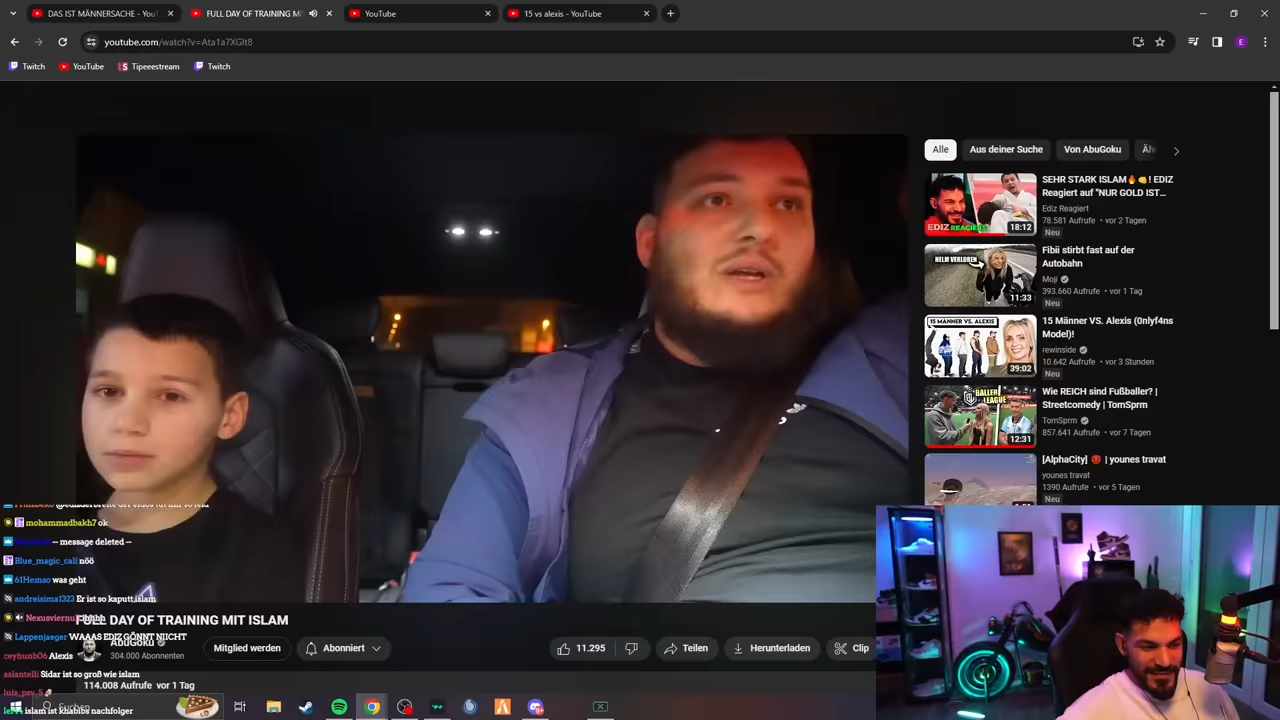 DAS IST MÄNNERSACHE - You
FULL DAY OF TRAINING MI
YouTube
15 vs alexis - YouTube
youtube.com/watch?v=Ata1a7XGlt8
E
Twitch
YouTube
Tipeeestream
Twitch
Alle
Aus deiner Suche
Von AbuGoku
SEHR STARK ISLAM🔥👊! EDIZ
Reagiert auf "NUR GOLD IST…
Ediz Reagiert
78.581 Aufrufe • vor 2 Tagen
Neu
EDIZ REAGIERT
18:12
Fibii stirbt fast auf der
Autobahn
Moji
393.660 Aufrufe • vor 1 Tag
Neu
HELM VERLOREN
11:33
15 Männer VS. Alexis (0nlyf4ns
Model)!
rewinside
10.642 Aufrufe • vor 3 Stunden
Neu
15 MÄNNER VS. ALEXIS
39:02
Wie REICH sind Fußballer? |
Streetcomedy | TomSprm
TomSprm
857.641 Aufrufe • vor 7 Tagen
BALLER
LEAGUE
12:31
[AlphaCity] 👹 | younes travat
younes travat
1390 Aufrufe • vor 5 Tagen
Neu
mohammadbakh7 ok
-- message deleted --
Blue_magic_cali nöö
61Hemso was geht
andreisima1323 Er ist so kaputt islam
Lappenjaeger WAAAS EDIZ GÖNNT NIICHT
ceyhunb06 Alexis
aslantelli Sidar ist so groß wie islam
islam ist khabibs nachfolger
FULL DAY OF TRAINING MIT ISLAM
AbuGoku
304.000 Abonnenten
Mitglied werden
Abonniert
11.295
Teilen
Herunterladen
Clip
114.008 Aufrufe vor 1 Tag
Suchen